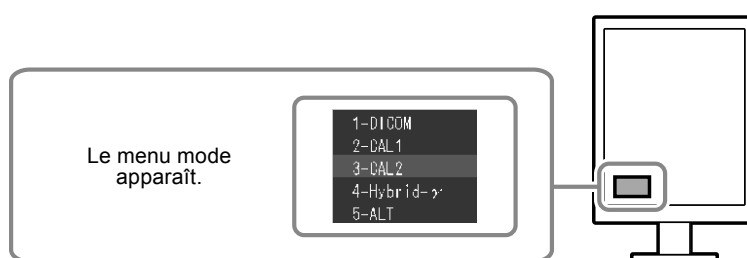 Le menu mode
apparaît.
1-DICOM
2-CAL1
3-CAL2
4-Hybrid-γ
5-ALT